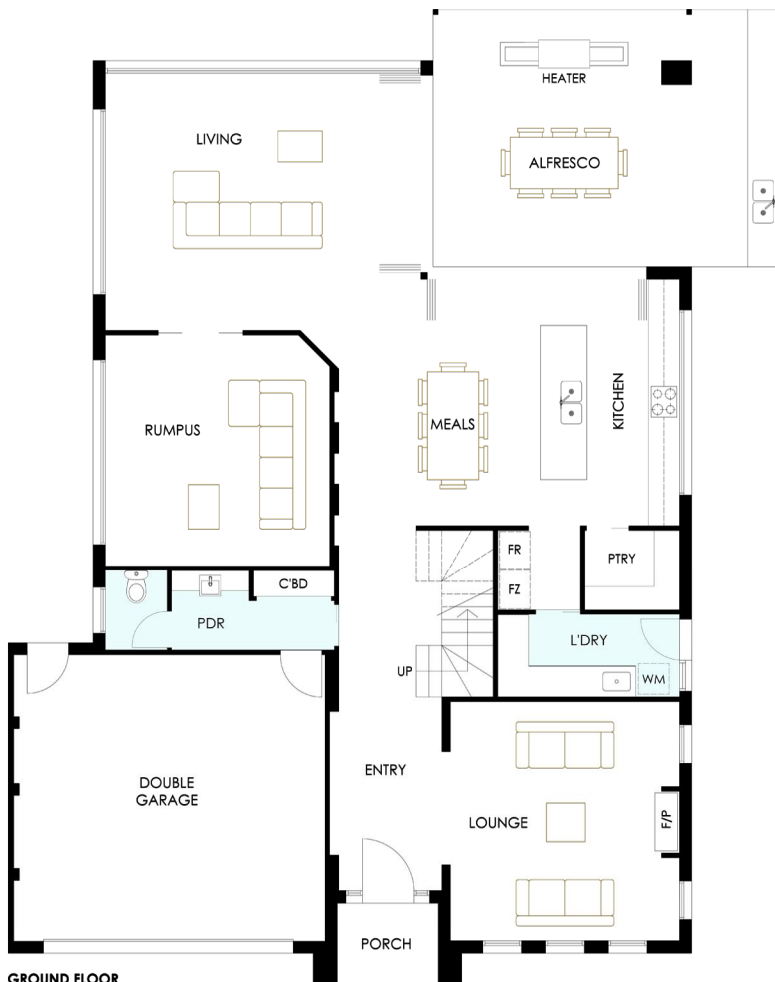 HEATER
LIVING
ALFRESCO
KITCHEN
RUMPUS
MEALS
FR
PTRY
C'BD
FZ
PDR
L'DRY
UP
WM
ENTRY
DOUBLE
GARAGE
LOUNGE
F/P
PORCH
GROUND FLOOR